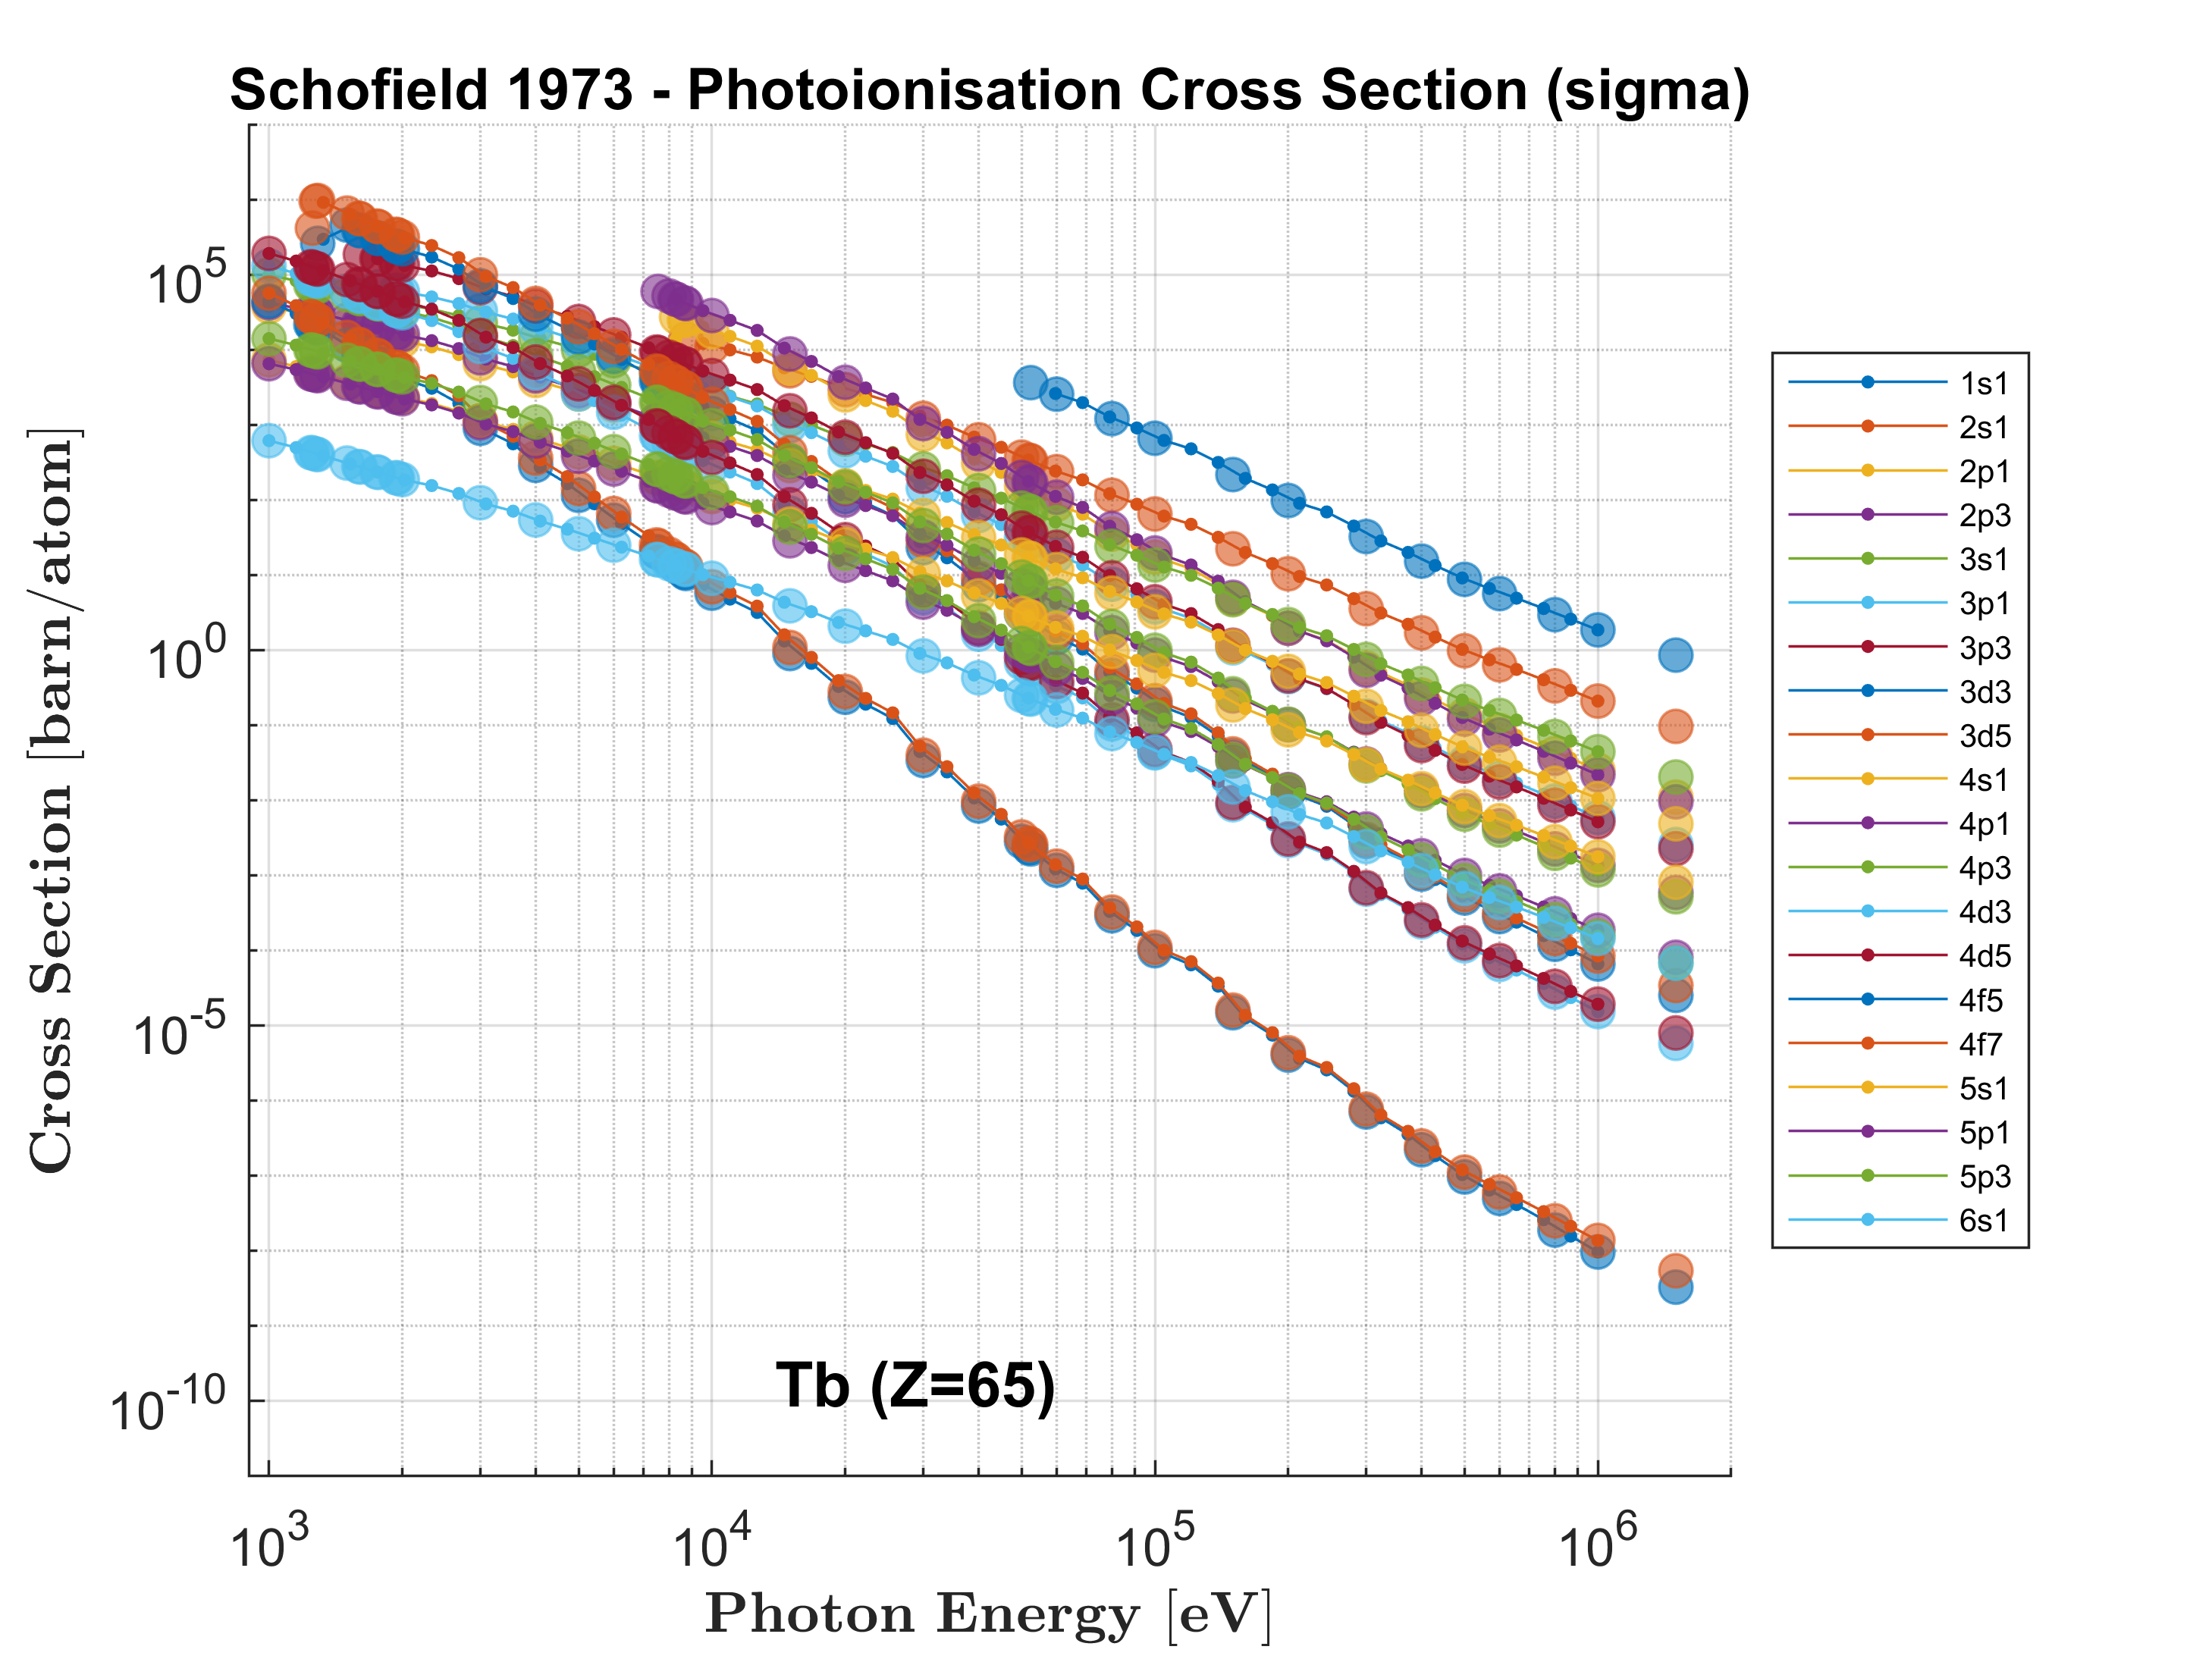 Schofield 1973 - Photoionisation Cross Section (sigma)
Cross Section [barn/atom]
10^5
10^0
10^-5
10^-10
Tb (Z=65)
10^3 10^4 10^5 10^6
Photon Energy [eV]
1s1
2s1
2p1
2p3
3s1
3p1
3p3
3d3
3d5
4s1
4p1
4p3
4d3
4d5
4f5
4f7
5s1
5p1
5p3
6s1